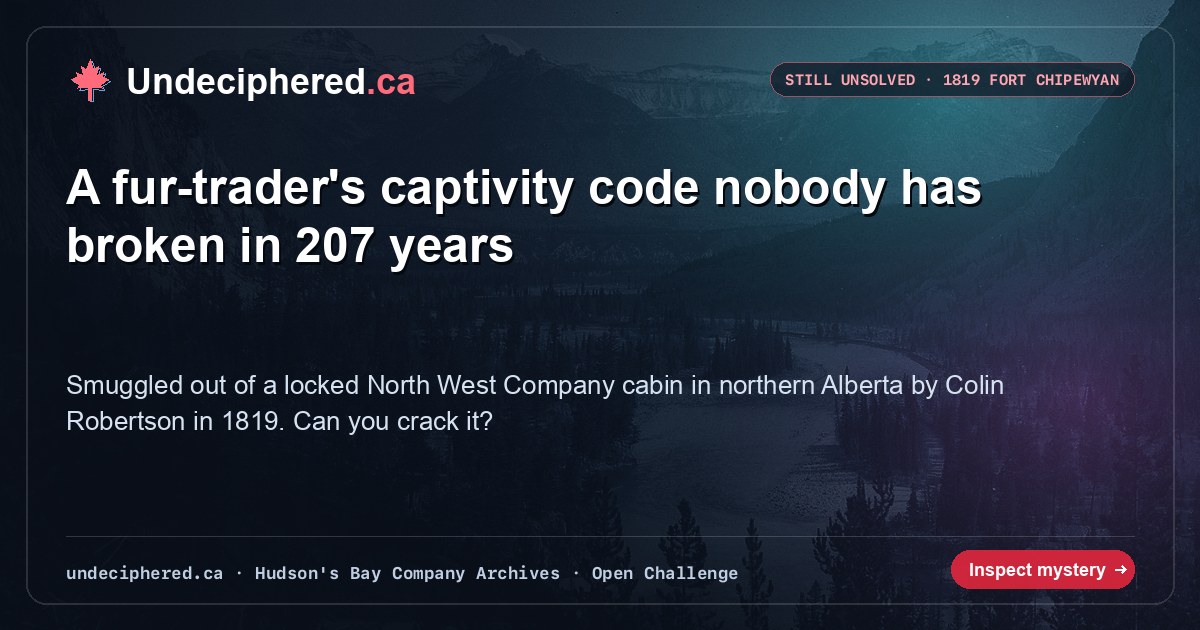 Undeciphered.ca
STILL UNSOLVED · 1819 FORT CHIPEWYAN
A fur-trader's captivity code nobody has
broken in 207 years
Smuggled out of a locked North West Company cabin in northern Alberta by Colin
Robertson in 1819. Can you crack it?
undeciphered.ca · Hudson's Bay Company Archives · Open Challenge
Inspect mystery →